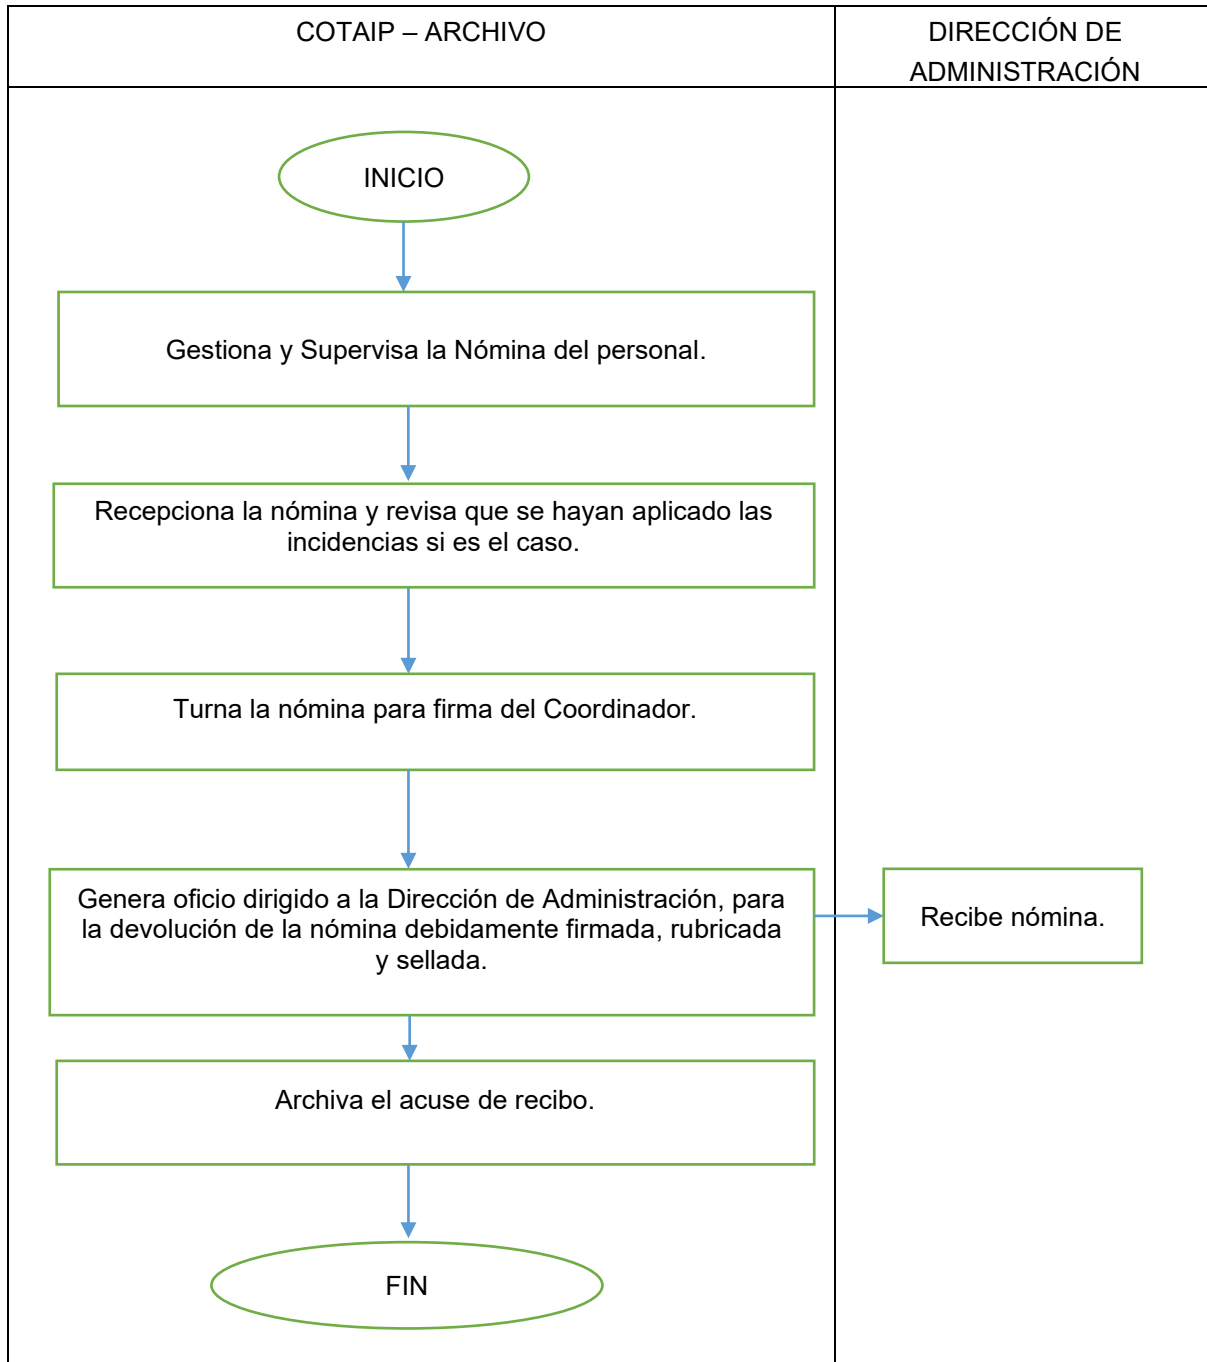 COTAIP – ARCHIVO
DIRECCIÓN DE
ADMINISTRACIÓN
INICIO
Gestiona y Supervisa la Nómina del personal.
Recepciona la nómina y revisa que se hayan aplicado las
incidencias si es el caso.
Turna la nómina para firma del Coordinador.
Genera oficio dirigido a la Dirección de Administración, para
la devolución de la nómina debidamente firmada, rubricada
y sellada.
Recibe nómina.
Archiva el acuse de recibo.
FIN